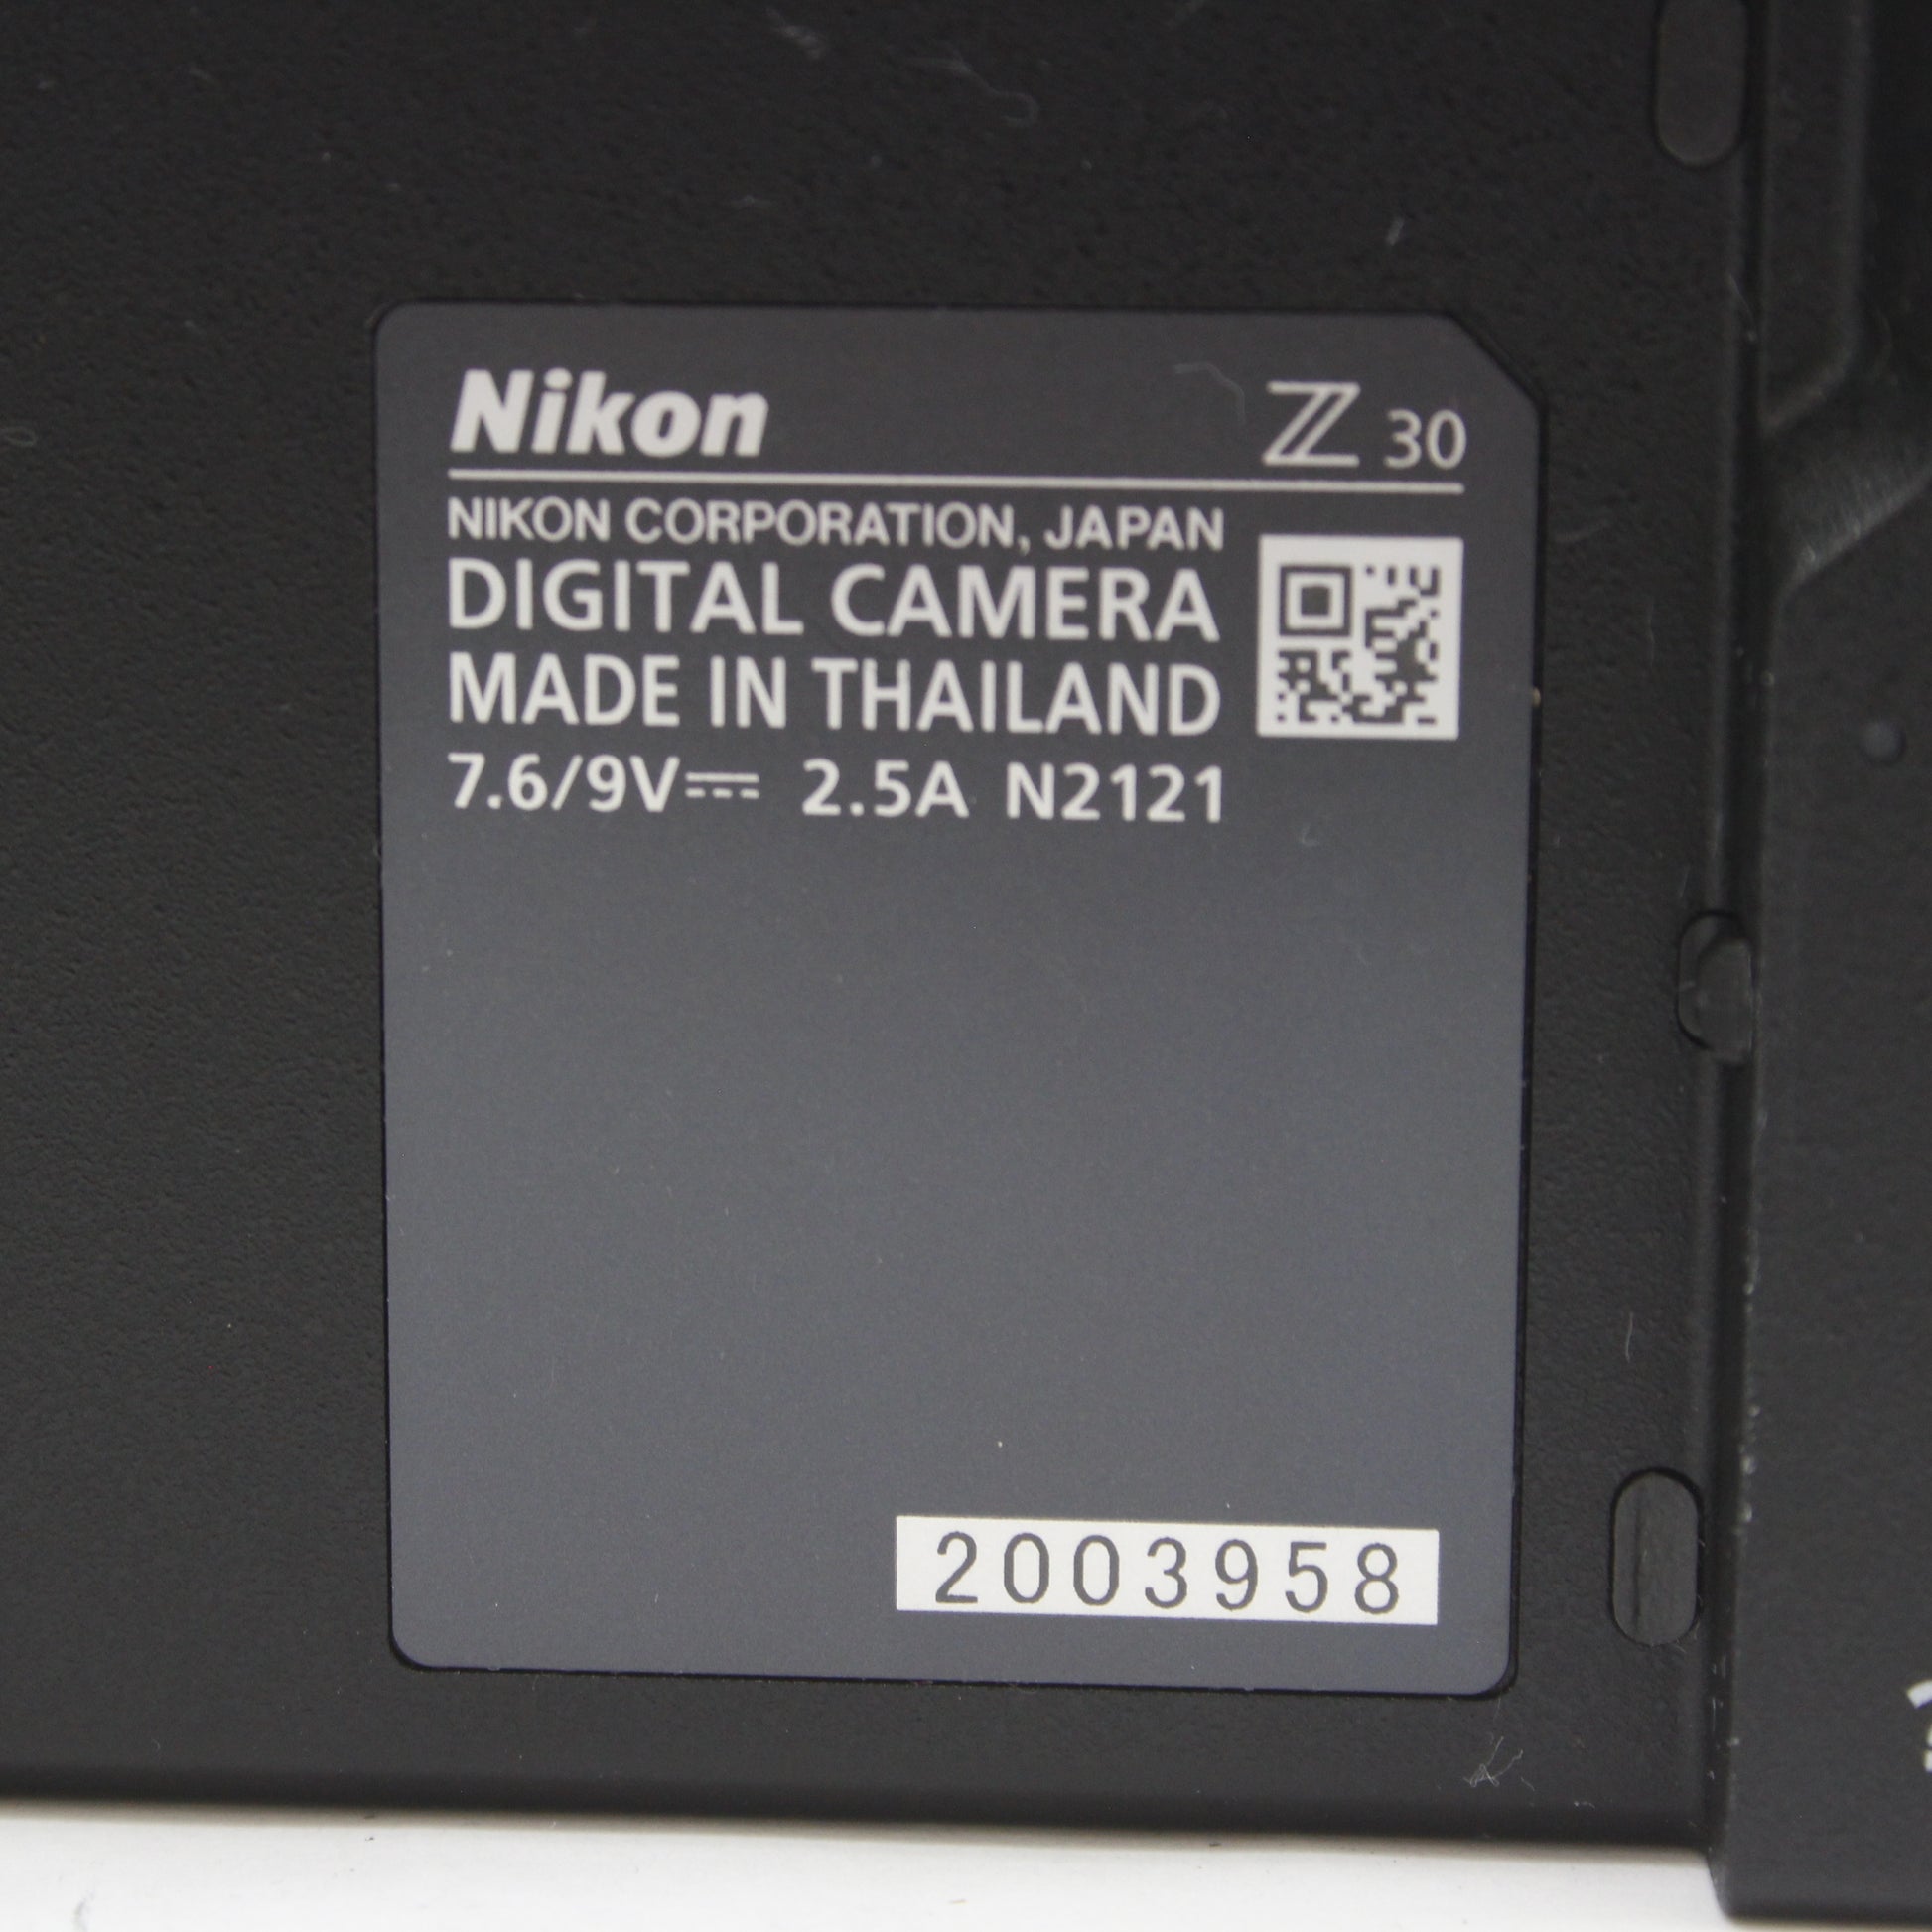 Nikon Z 30
NIKON CORPORATION, JAPAN
DIGITAL CAMERA
MADE IN THAILAND
7.6/9V⎓ 2.5A N2121
2003958